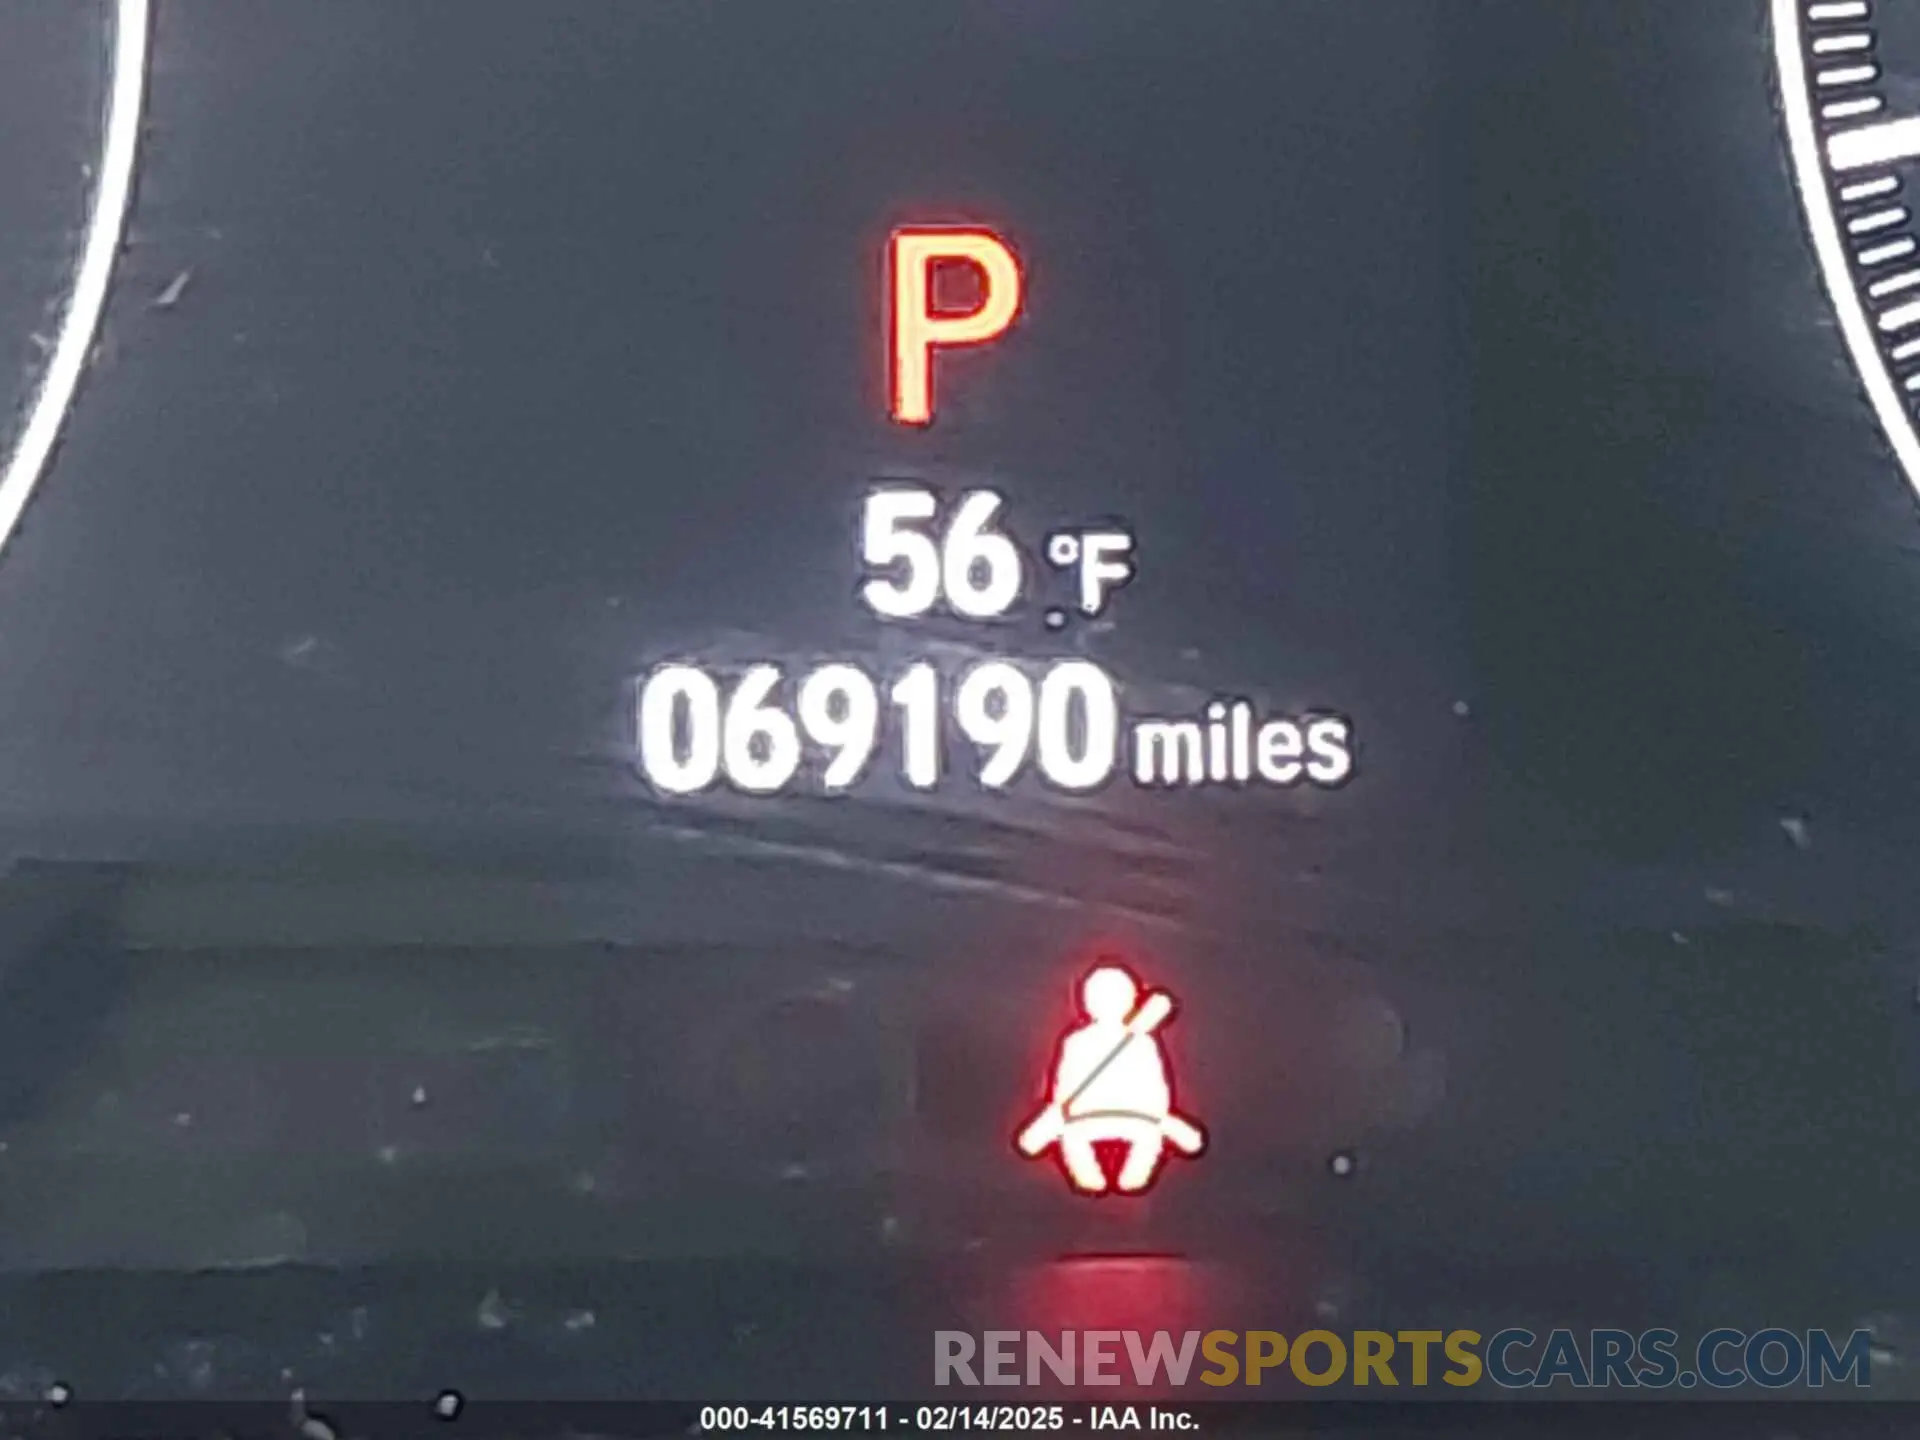 P
56 °F
069190 miles
RENEWSPORTSCARS.COM
000-41569711 - 02/14/2025 - IAA Inc.